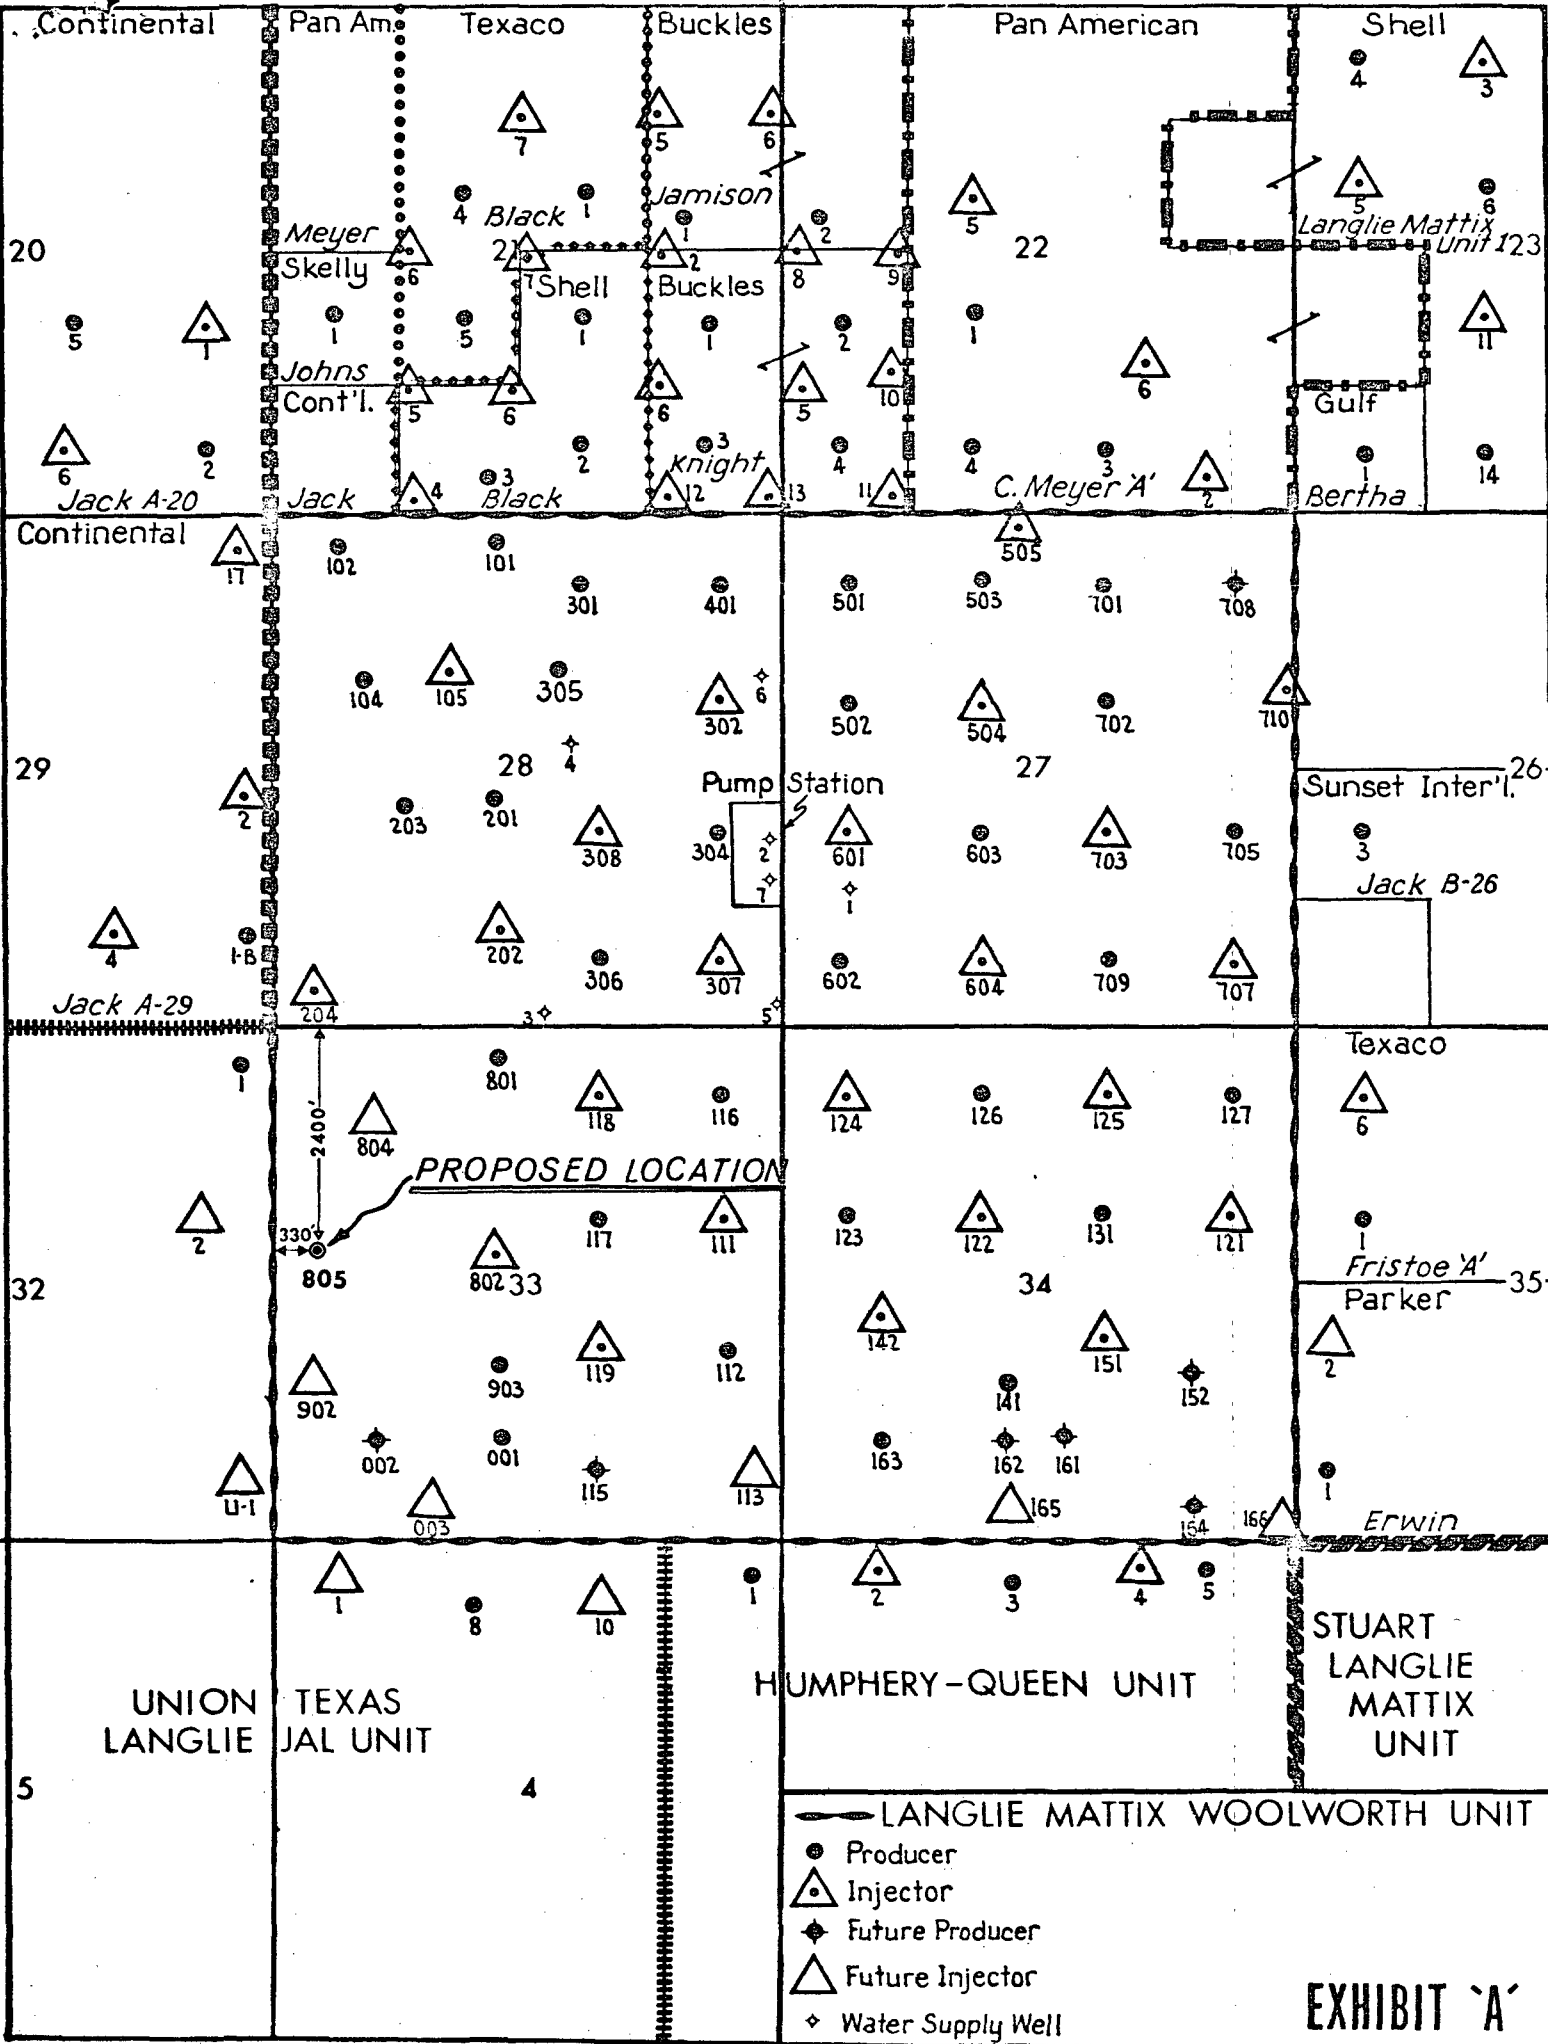 Continental Pan Am. Texaco Buckles Pan American Shell
4 3
7 5 6
4 1 Jamison 5 5 6
Black 1 2
Meyer Langlie Mattix
20 21 22 Unit 1 23
Skelly 6 7 2 8 9
Shell Buckles
5 1 1 5 1 1 2 1 11
Johns 6
Cont'l. 5 6 6 5 10 Gulf
6 2 2 3 4 4 3 1 14
Knight
3 4 12 13 11 2
Jack A-20 Jack Black C. Meyer 'A' Bertha
Continental
17 102 101 505
301 401 501 503 701 708
104 105 305 6
302 502 504 702 710
4
29 28 27 26
Pump Station Sunset Inter'l.
2 203 201
308 304 2 601 603 703 705 3
7 1 Jack B-26
4 1-B 202 306 307 602 604 709 707
Jack A-29 204 3 5
Texaco
1 801
2400' 804 118 116 124 126 125 127 6
PROPOSED LOCATION
2 330' 117 111 123 122 131 121 1
805 802 Fristoe 'A'
32 33 34 35
Parker
142
119 112 151 2
902 903 141 152
002 001 163 162 161
U-1 115 113 1
003 165 164 166 Erwin
1 8 10 1 2 3 4 5
STUART
LANGLIE
MATTIX
UNIT
HUMPHERY-QUEEN UNIT
UNION TEXAS
LANGLIE JAL UNIT
5 4
LANGLIE MATTIX WOOLWORTH UNIT
Producer
Injector
Future Producer
Future Injector
Water Supply Well
EXHIBIT 'A'